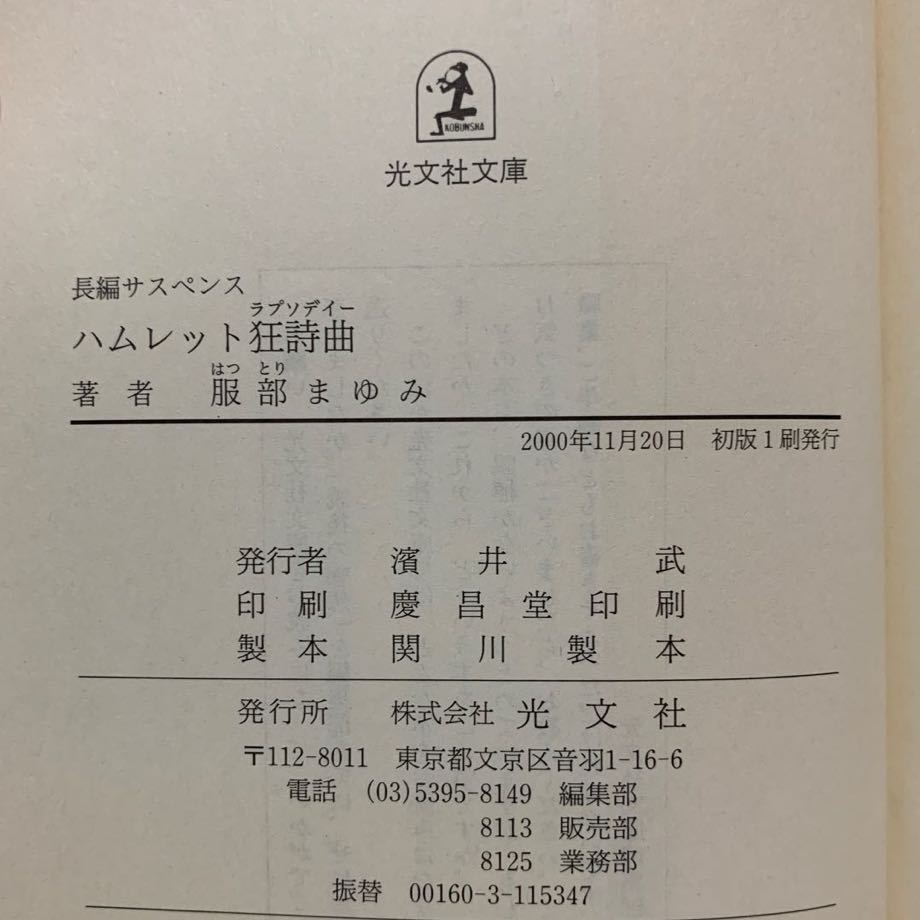 KOBUNSHA
光文社文庫
長編サスペンス
ラプソデイー
ハムレット狂詩曲
はつ とり
著者 服部まゆみ
2000年11月20日 初版1刷発行
発行者 濱井武
印刷 慶昌堂印刷
製本 関川製本
発行所 株式会社 光文社
〒112-8011 東京都文京区音羽1-16-6
電話 (03)5395-8149 編集部
8113 販売部
8125 業務部
振替 00160-3-115347